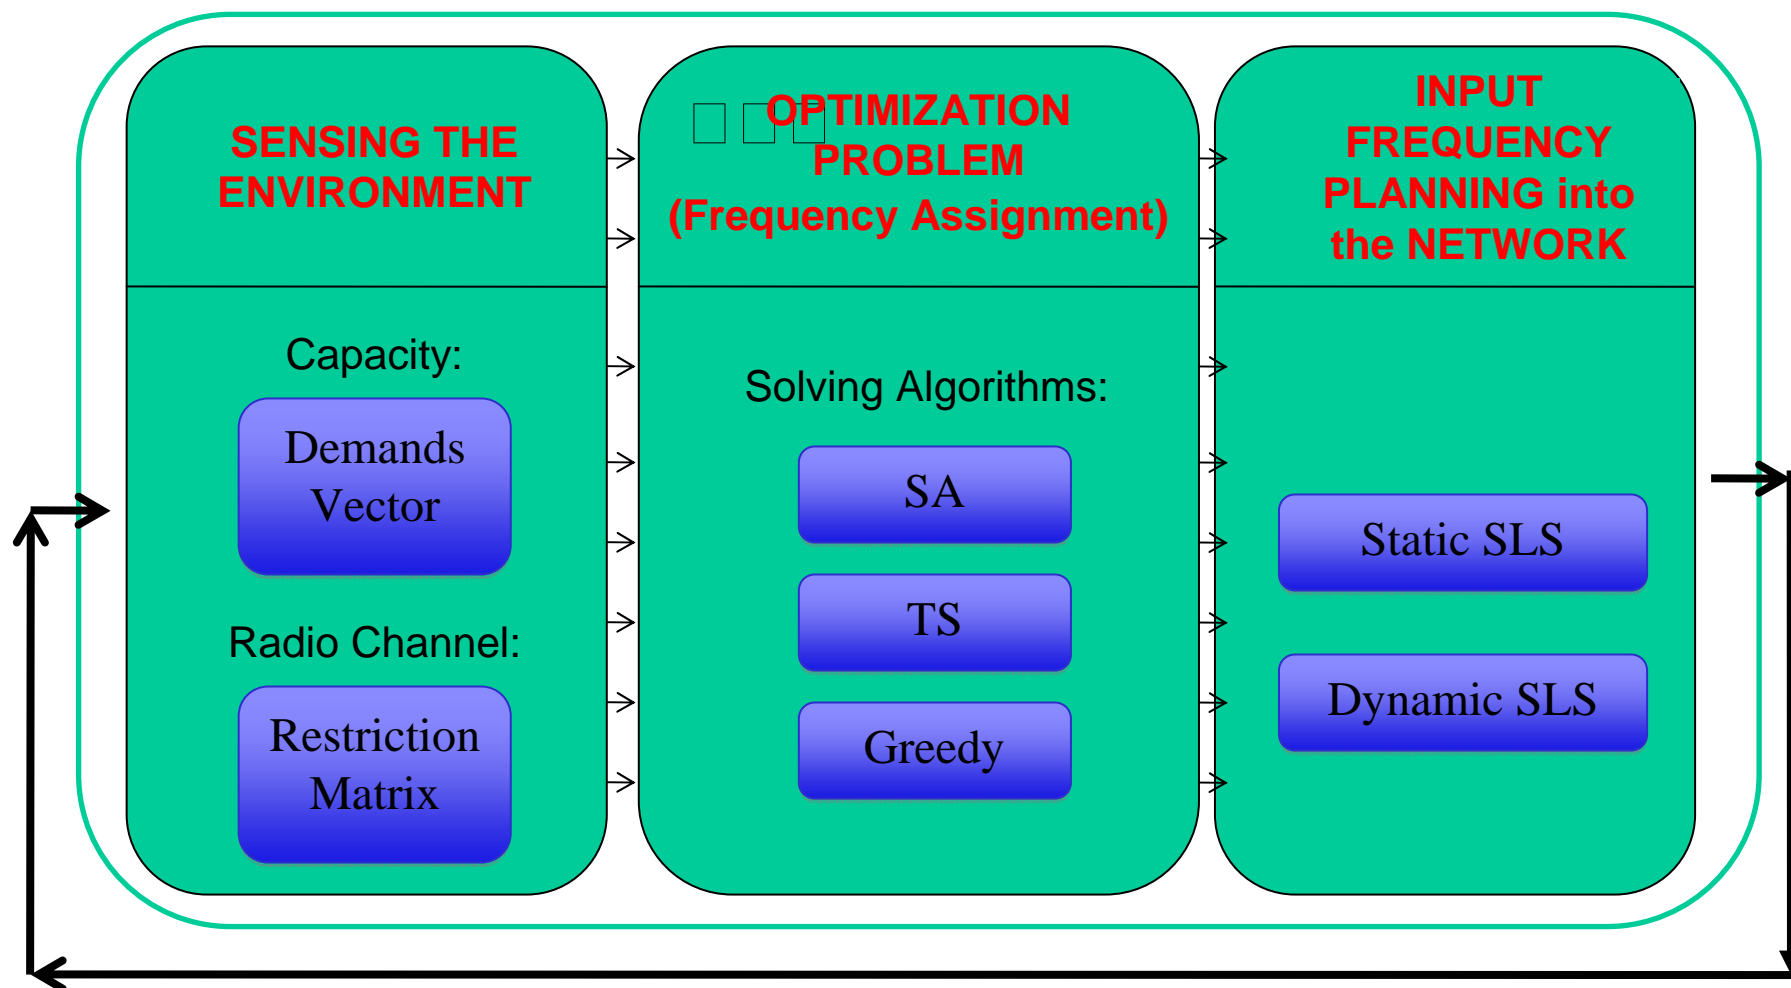 SENSING THE
ENVIRONMENT
Capacity:
Demands
Vector
Radio Channel:
Restriction
Matrix
OPTIMIZATION
PROBLEM
(Frequency Assignment)
Solving Algorithms:
SA
TS
Greedy
INPUT
FREQUENCY
PLANNING into
the NETWORK
Static SLS
Dynamic SLS